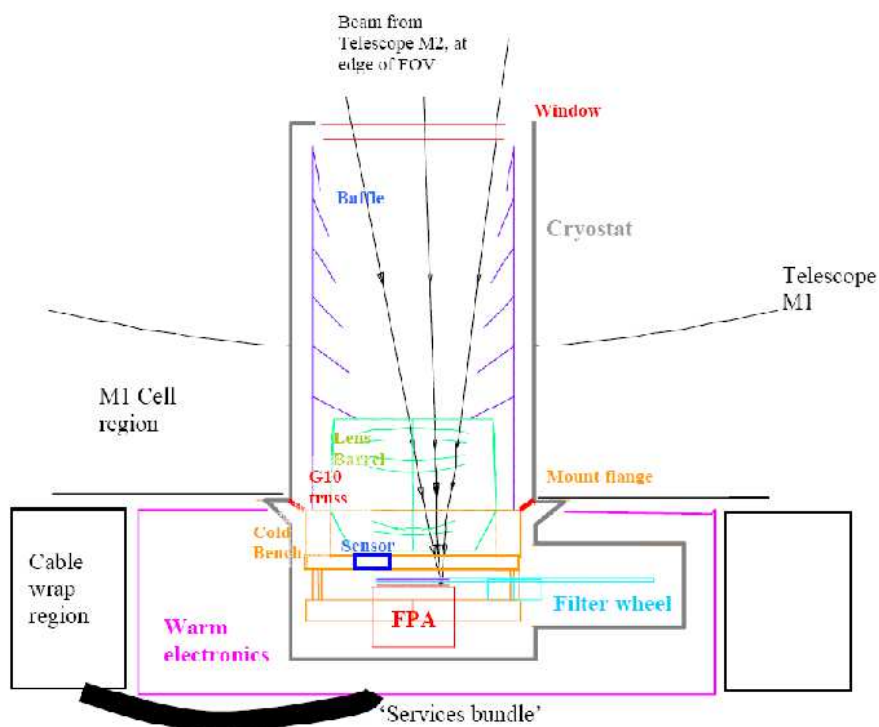 Beam from
Telescope M2, at
edge of FOV
Window
Baffle
Cryostat
Telescope
M1
M1 Cell
region
Lens
Barrel
G10
truss
Mount flange
Cold
Bench
Sensor
Cable
wrap
region
Filter wheel
FPA
Warm
electronics
‘Services bundle’